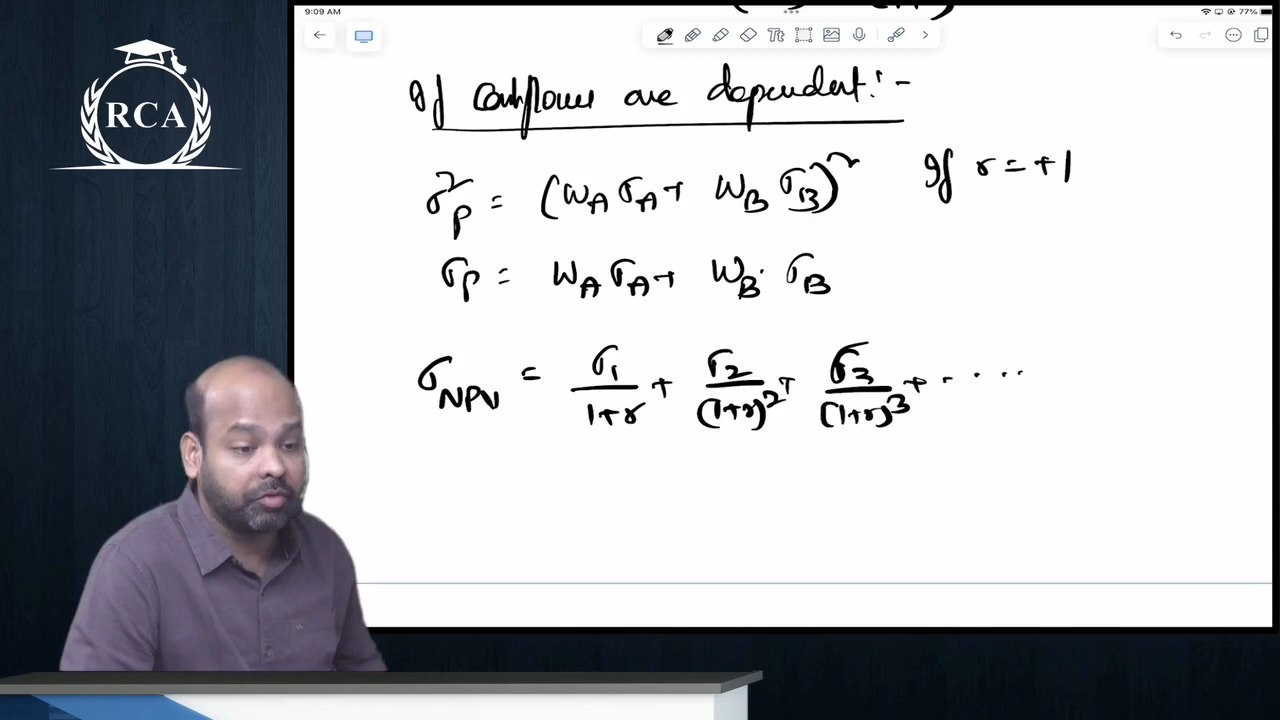 9:09 AM
77%
RCA
Tt
If Cashflows are dependent:-
σ²P = (WA σA + WB σB)² If r = +1
σP = WA σA + WB · σB
σNPV = σ1/(1+r) + σ2/(1+r)² + σ3/(1+r)³ + ·····